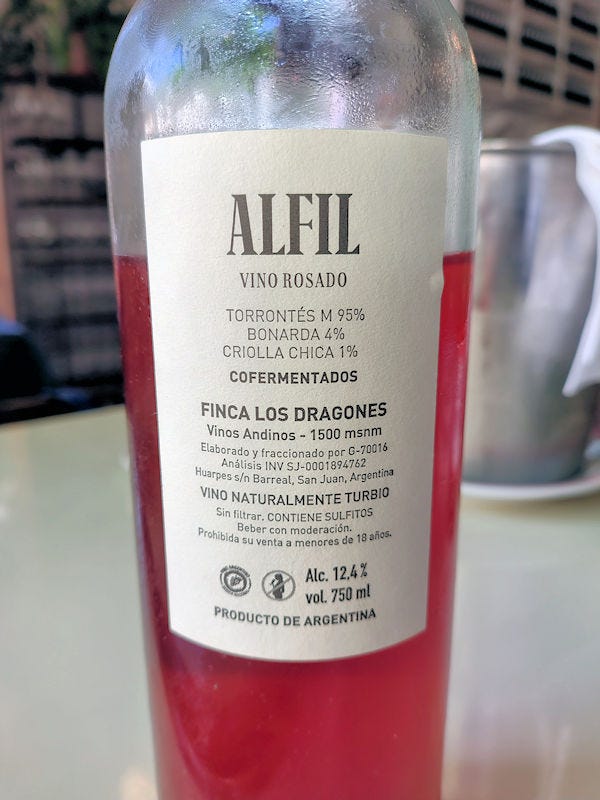 ALFIL
VINO ROSADO
TORRONTÉS M 95%
BONARDA 4%
CRIOLLA CHICA 1%
COFERMENTADOS
FINCA LOS DRAGONES
Vinos Andinos - 1500 msnm
Elaborado y fraccionado por G-70016
Análisis INV SJ-0001894762
Huarpes s/n Barreal, San Juan, Argentina
VINO NATURALMENTE TURBIO
Sin filtrar. CONTIENE SULFITOS
Beber con moderación.
Prohibida su venta a menores de 18 años.
Alc. 12,4%
vol. 750 ml
PRODUCTO DE ARGENTINA